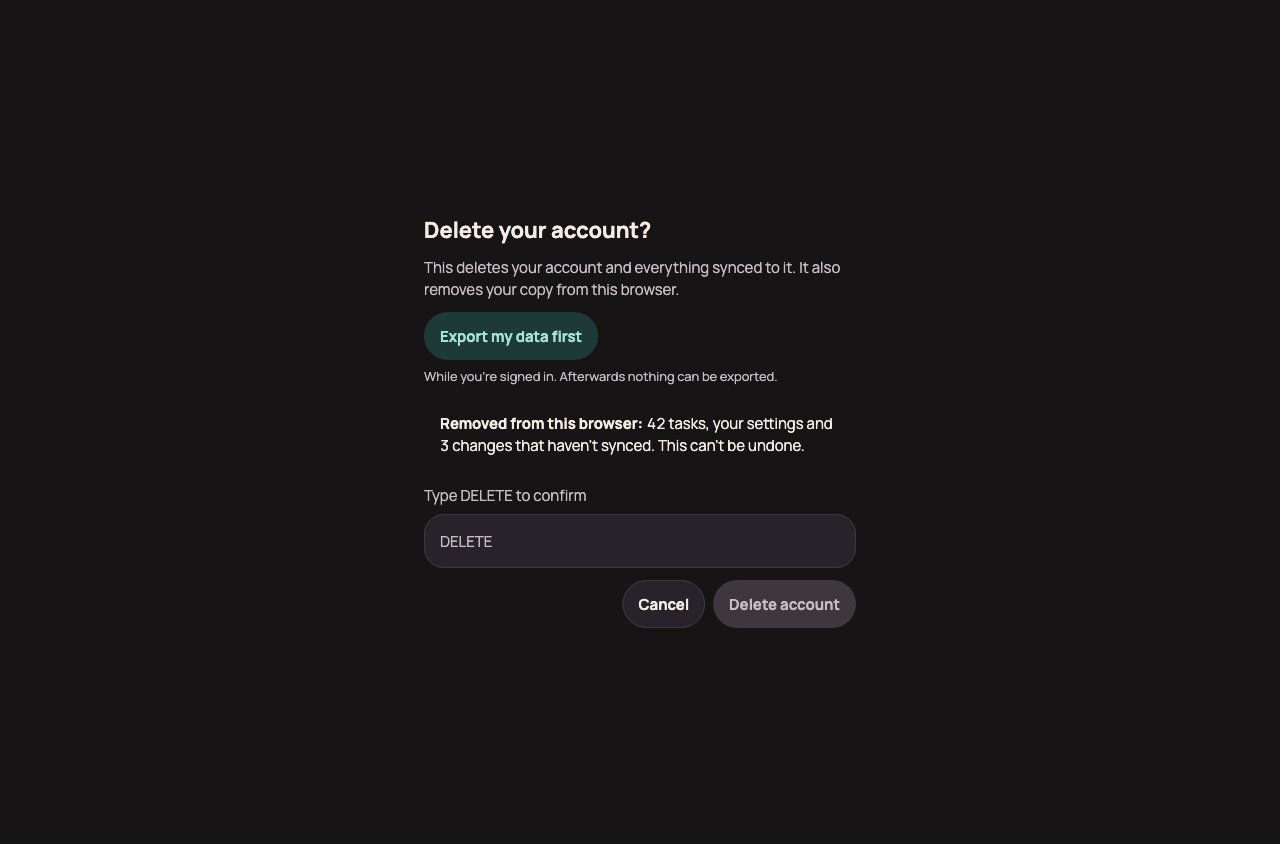 Delete your account?
This deletes your account and everything synced to it. It also
removes your copy from this browser.
Export my data first
While you're signed in. Afterwards nothing can be exported.
Removed from this browser: 42 tasks, your settings and
3 changes that haven't synced. This can't be undone.
Type DELETE to confirm
DELETE
Cancel
Delete account